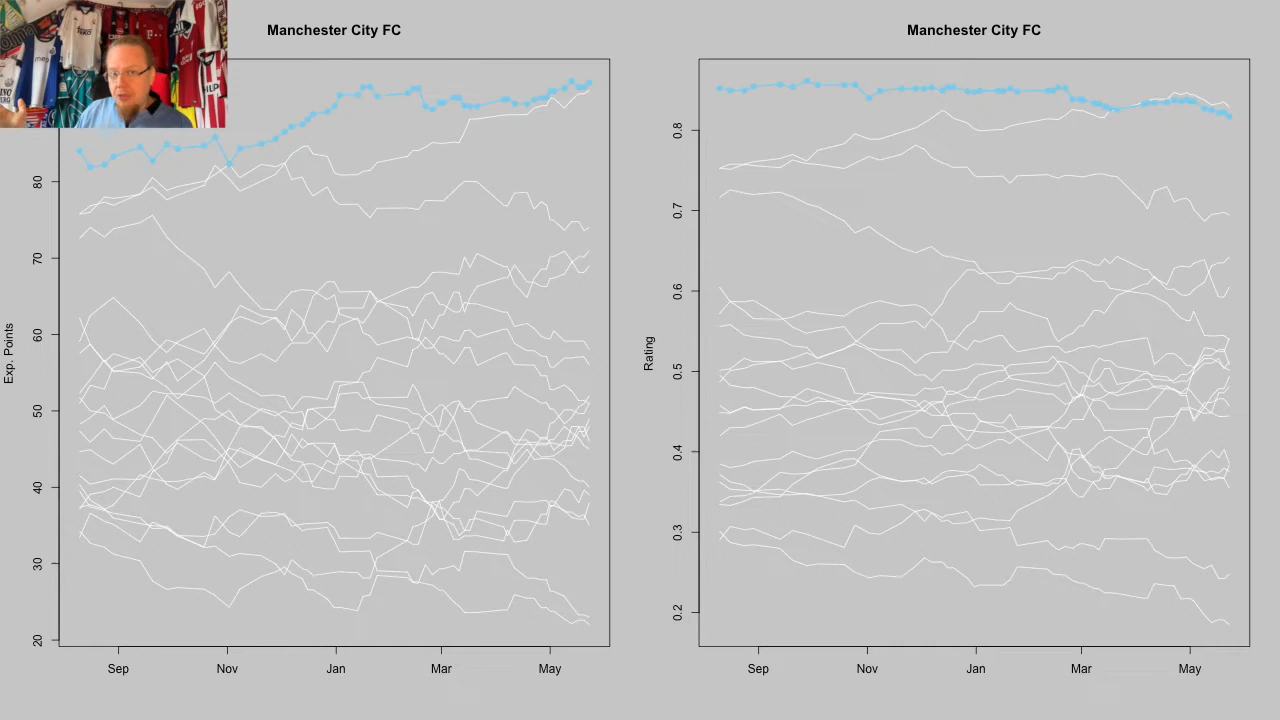 Manchester City FC
Exp. Points
80
70
60
50
40
30
20
Sep
Nov
Jan
Mar
May
Manchester City FC
Rating
0.8
0.7
0.6
0.5
0.4
0.3
0.2
Sep
Nov
Jan
Mar
May